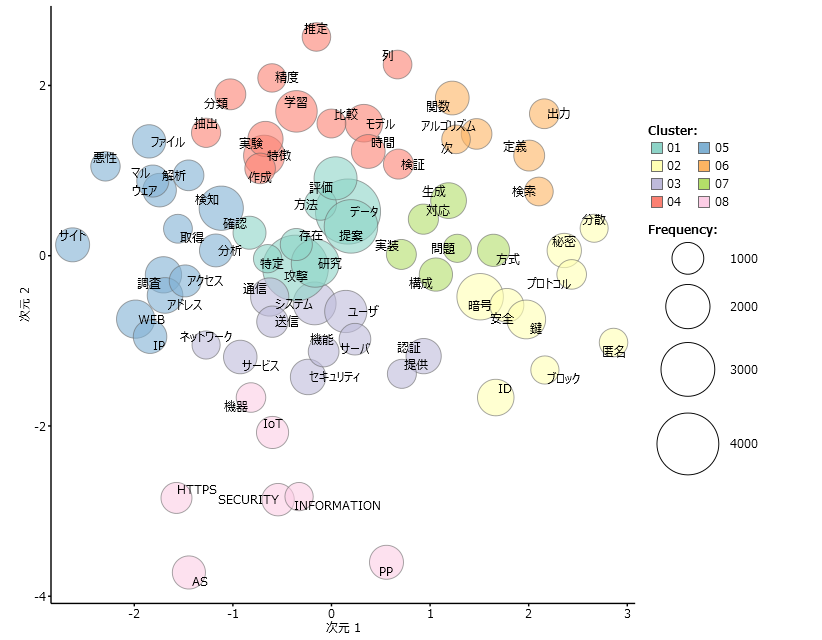 推定
列
2
精度
分類
学習
関数
出力
比較
モデル
抽出
アルゴリズム
ファイル
実験
時間
次
定義
特徴
悪性
検証
マル
解析
作成
ウェア
評価
生成
検索
検知
方法
データ
対応
確認
分散
サイト
取得
存在
提案
秘密
0
分析
実装
問題
特定
研究
方式
調査
アクセス
攻撃
構成
プロトコル
通信
アドレス
システム
暗号
WEB
送信
ユーザ
安全
鍵
IP
ネットワーク
機能
サーバ
認証
匿名
サービス
提供
セキュリティ
ブロック
ID
機器
-2
IoT
HTTPS
SECURITY
INFORMATION
AS
PP
-4
-2
-1
0
1
2
3
次元 1
次元 2
Cluster:
01
05
02
06
03
07
04
08
Frequency:
1000
2000
3000
4000